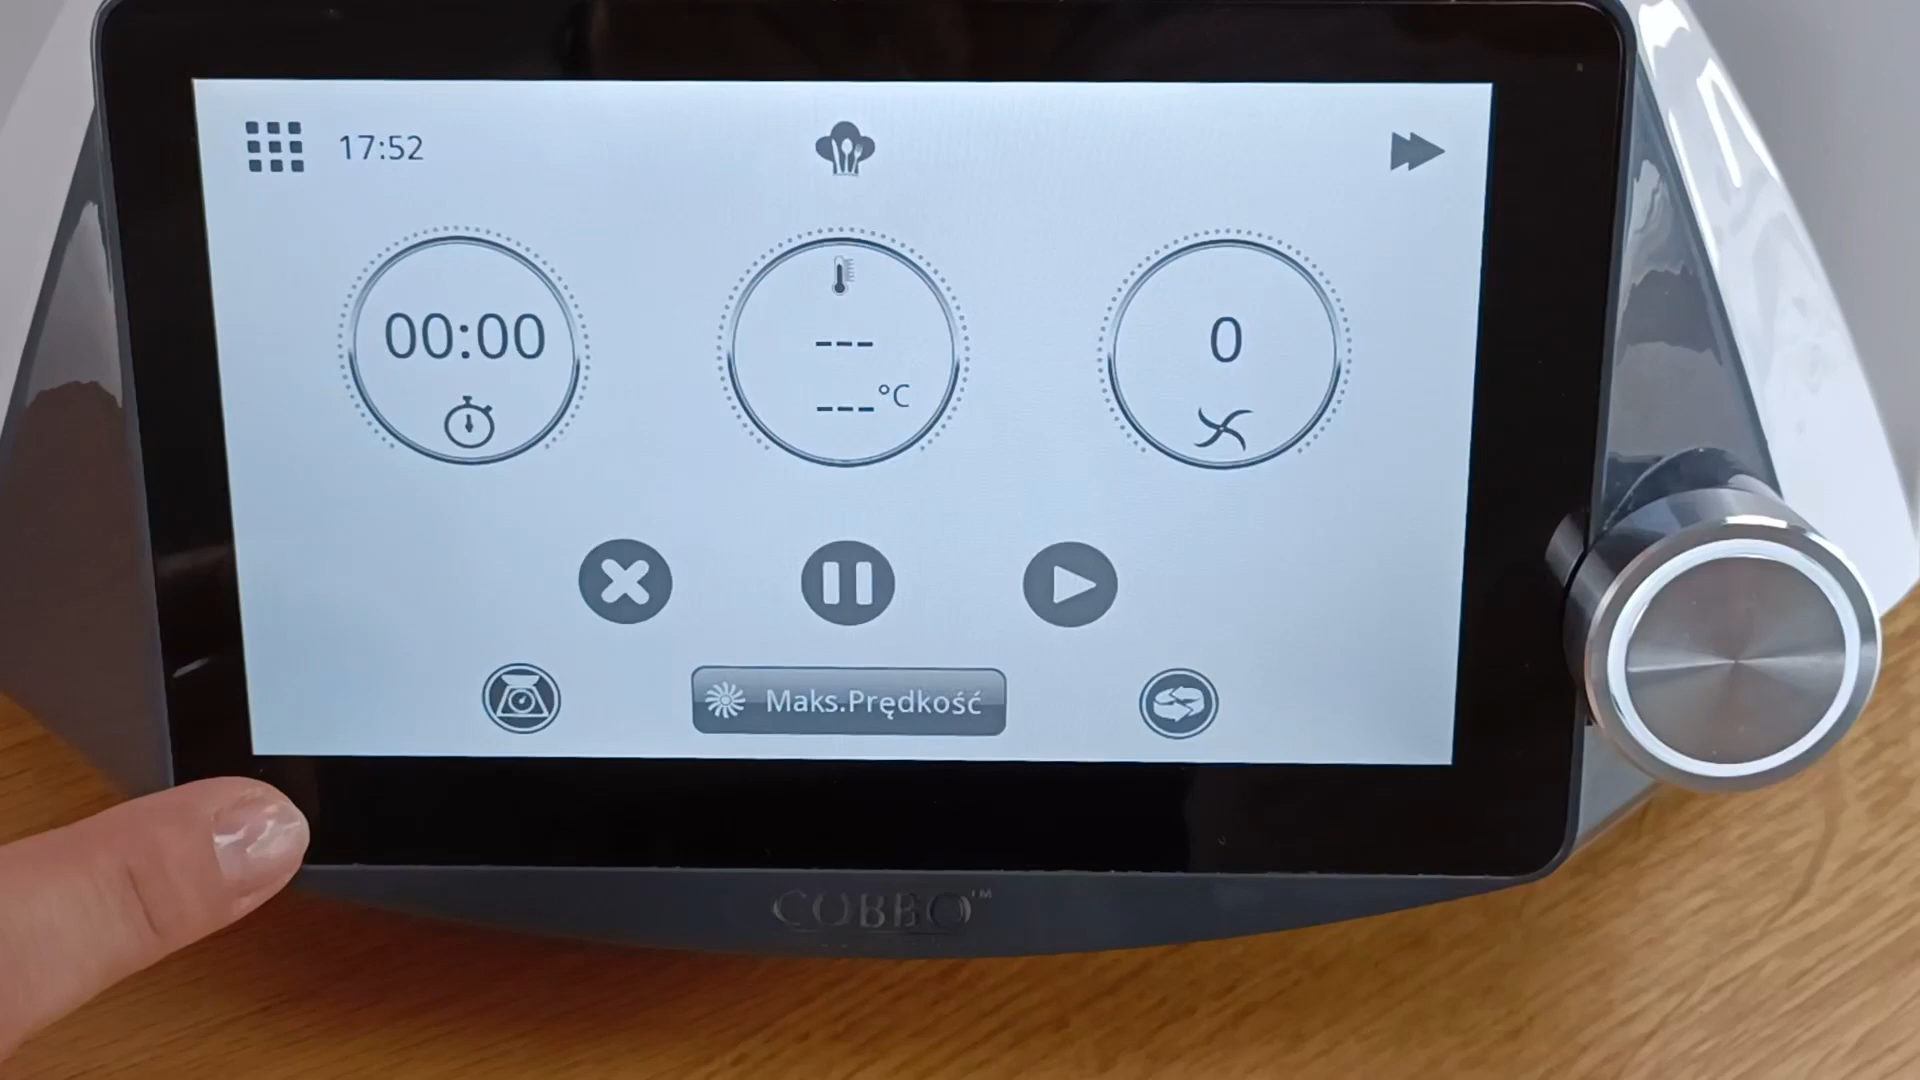 17:52
00:00
---
--- °C
0
Maks.Prędkość
COBBO™